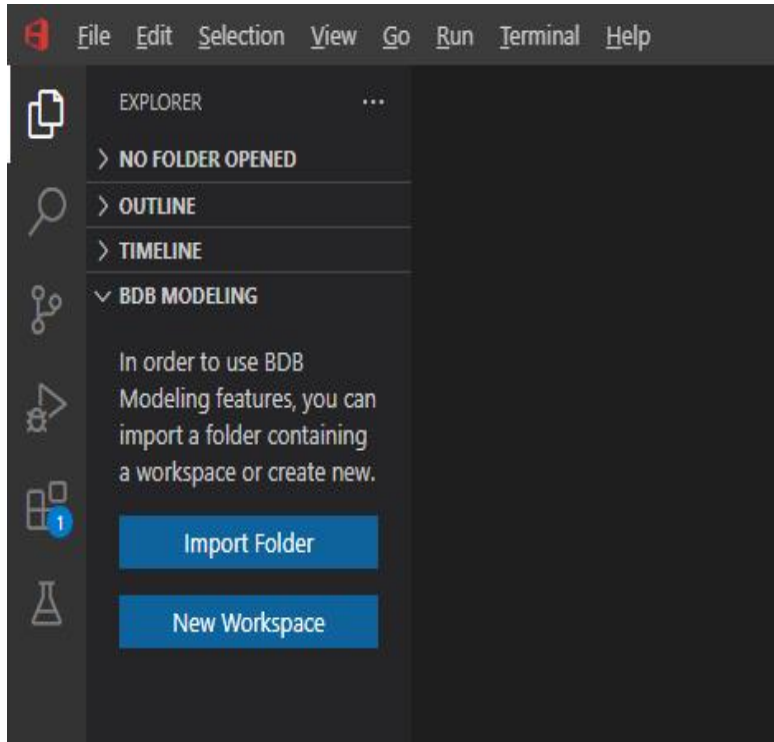 File Edit Selection View Go Run Terminal Help
EXPLORER ...
NO FOLDER OPENED
OUTLINE
TIMELINE
BDB MODELING
In order to use BDB
Modeling features, you can
import a folder containing
a workspace or create new.
1
Import Folder
New Workspace